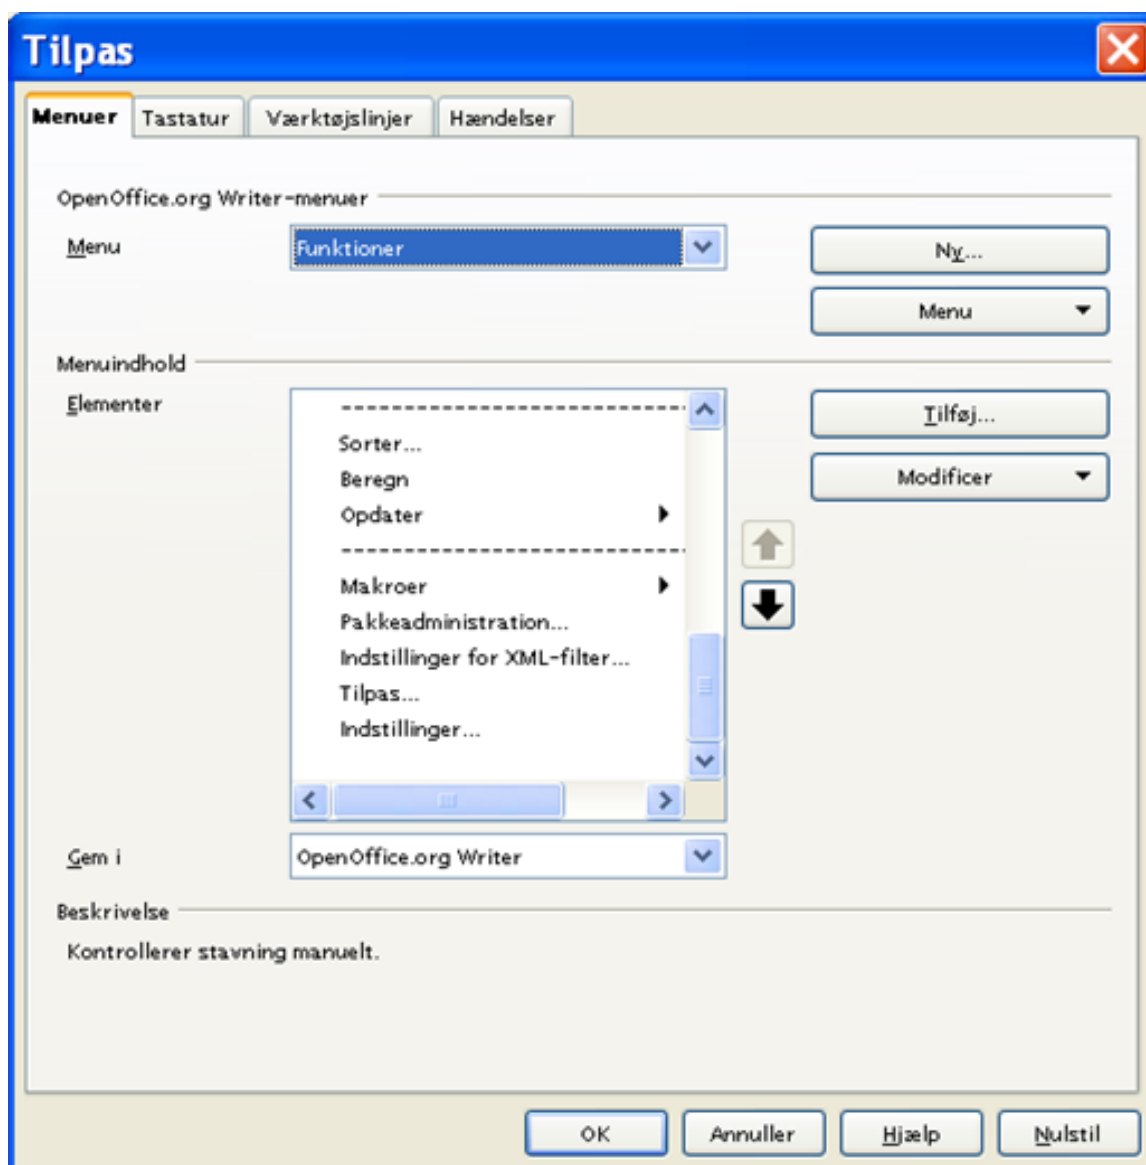 Tilpas
Menuer Tastatur Værktøjslinjer Hændelser
OpenOffice.org Writer-menuer
Menu Funktioner Ny...
Menu
Menuindhold
Elementer Tilføj...
Sorter...
Beregn Modificer
Opdater
Makroer
Pakkeadministration...
Indstillinger for XML-filter...
Tilpas...
Indstillinger...
Gem i OpenOffice.org Writer
Beskrivelse
Kontrollerer stavning manuelt.
OK Annuller Hjælp Nulstil